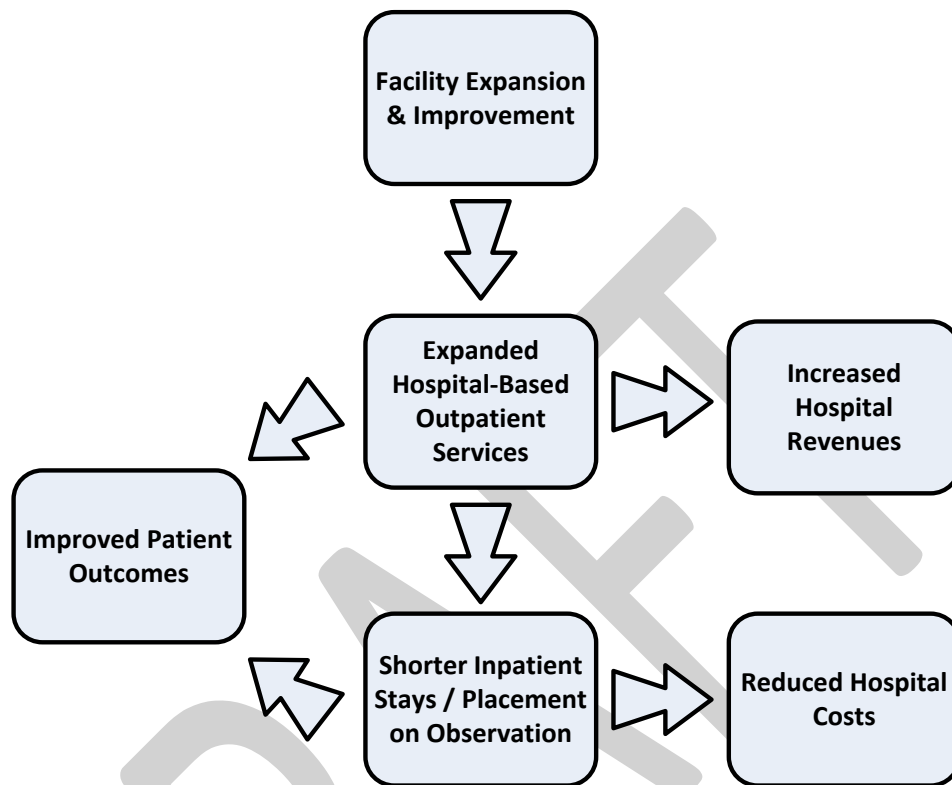 Facility Expansion
& Improvement
Expanded
Hospital-Based
Outpatient
Services
Increased
Hospital
Revenues
Improved Patient
Outcomes
Shorter Inpatient
Stays / Placement
on Observation
Reduced Hospital
Costs
DRAFT